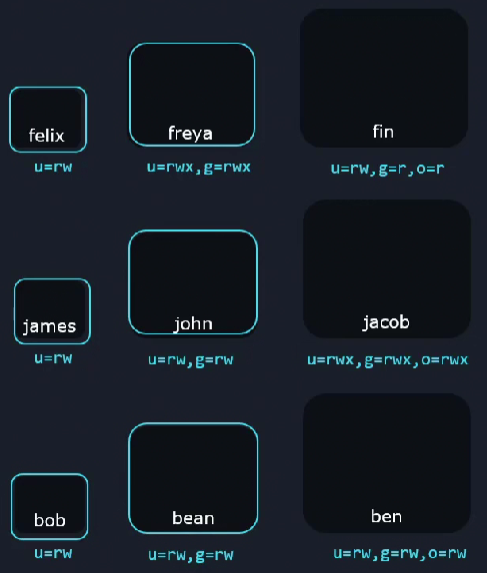 felix
freya
fin
u=rw
u=rwx,g=rwx
u=rw,g=r,o=r
james
john
jacob
u=rw
u=rw,g=rw
u=rwx,g=rwx,o=rwx
bob
bean
ben
u=rw
u=rw,g=rw
u=rw,g=rw,o=rw